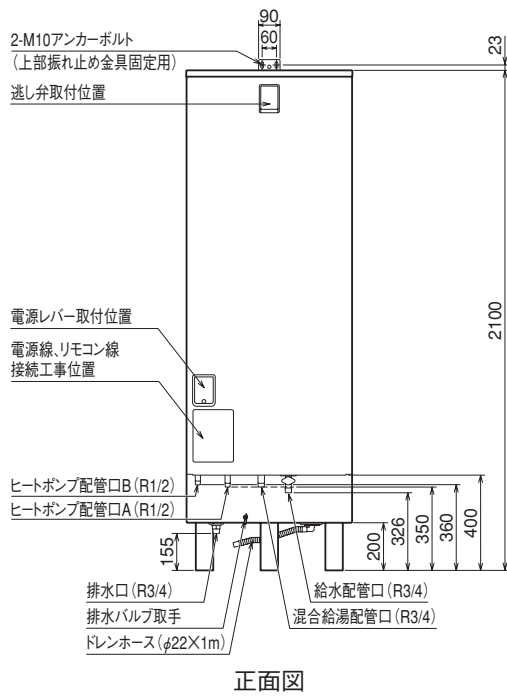 90
60
23
2-M10アンカーボルト
（上部振れ止め金具固定用）
逃し弁取付位置
2100
電源レバー取付位置
電源線、リモコン線
接続工事位置
ヒートポンプ配管口B（R1/2）
ヒートポンプ配管口A（R1/2）
155
200
326
350
360
400
排水口（R3/4）
排水バルブ取手
ドレンホース（φ22×1m）
給水配管口（R3/4）
混合給湯配管口（R3/4）
正面図